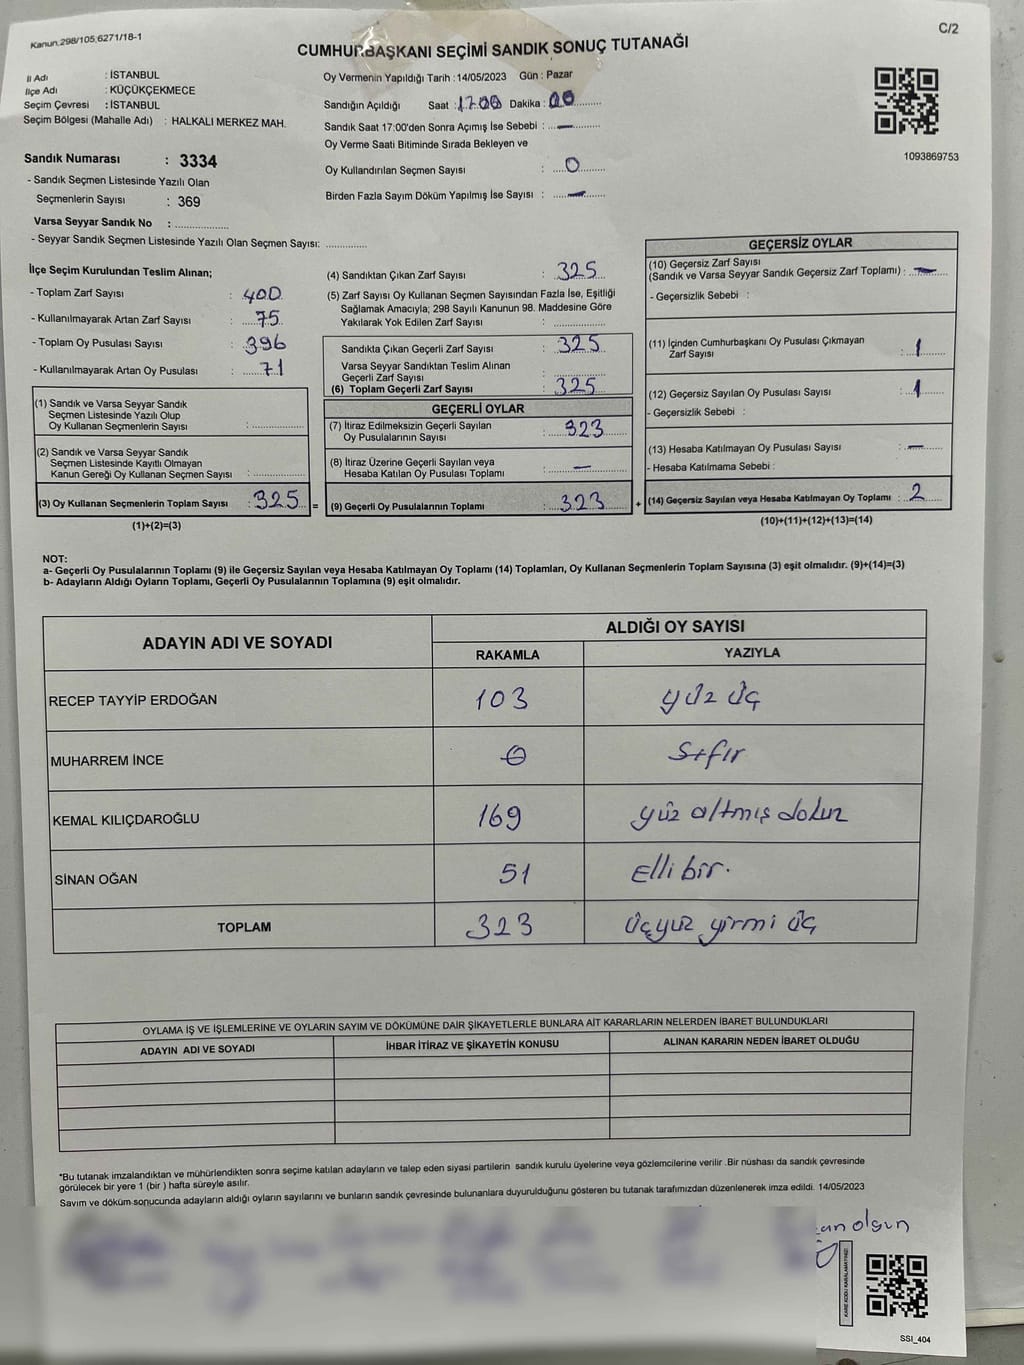 Kanun:298/105;6271/18-1
C/2
CUMHURBAŞKANI SEÇİMİ SANDIK SONUÇ TUTANAĞI
İl Adı : İSTANBUL
İlçe Adı : KÜÇÜKÇEKMECE
Seçim Çevresi : İSTANBUL
Seçim Bölgesi (Mahalle Adı) : HALKALI MERKEZ MAH.
Sandık Numarası : 3334
- Sandık Seçmen Listesinde Yazılı Olan
Seçmenlerin Sayısı : 369
Varsa Seyyar Sandık No : ..................
- Seyyar Sandık Seçmen Listesinde Yazılı Olan Seçmen Sayısı: .............
Oy Vermenin Yapıldığı Tarih : 14/05/2023 Gün : Pazar
Sandığın Açıldığı Saat : 17.00 Dakika : 00
Sandık Saat 17:00'den Sonra Açımış İse Sebebi : —
Oy Verme Saati Bitiminde Sırada Bekleyen ve
Oy Kullandırılan Seçmen Sayısı : 0
Birden Fazla Sayım Döküm Yapılmış İse Sayısı : —
1093869753
İlçe Seçim Kurulundan Teslim Alınan;
- Toplam Zarf Sayısı : 400
- Kullanılmayarak Artan Zarf Sayısı : 75
- Toplam Oy Pusulası Sayısı : 396
- Kullanılmayarak Artan Oy Pusulası : 71
(1) Sandık ve Varsa Seyyar Sandık
Seçmen Listesinde Yazılı Olup
Oy Kullanan Seçmenlerin Sayısı : .............
(2) Sandık ve Varsa Seyyar Sandık
Seçmen Listesinde Kayıtlı Olmayan
Kanun Gereği Oy Kullanan Seçmen Sayısı : .............
(3) Oy Kullanan Seçmenlerin Toplam Sayısı : 325 =
(1)+(2)=(3)
(4) Sandıktan Çıkan Zarf Sayısı : 325
(5) Zarf Sayısı Oy Kullanan Seçmen Sayısından Fazla İse, Eşitliği
Sağlamak Amacıyla; 298 Sayılı Kanunun 98. Maddesine Göre
Yakılarak Yok Edilen Zarf Sayısı : .............
Sandıkta Çıkan Geçerli Zarf Sayısı : 325
Varsa Seyyar Sandıktan Teslim Alınan
Geçerli Zarf Sayısı : .............
(6) Toplam Geçerli Zarf Sayısı : 325
GEÇERLİ OYLAR
(7) İtiraz Edilmeksizin Geçerli Sayılan
Oy Pusulalarının Sayısı : 323
(8) İtiraz Üzerine Geçerli Sayılan veya
Hesaba Katılan Oy Pusulası Toplamı : —
(9) Geçerli Oy Pusulalarının Toplamı : 323 +
GEÇERSİZ OYLAR
(10) Geçersiz Zarf Sayısı
(Sandık ve Varsa Seyyar Sandık Geçersiz Zarf Toplamı) : —
- Geçersizlik Sebebi :
(11) İçinden Cumhurbaşkanı Oy Pusulası Çıkmayan
Zarf Sayısı : 1
(12) Geçersiz Sayılan Oy Pusulası Sayısı : 1
- Geçersizlik Sebebi :
(13) Hesaba Katılmayan Oy Pusulası Sayısı : —
- Hesaba Katılmama Sebebi :
(14) Geçersiz Sayılan veya Hesaba Katılmayan Oy Toplamı : 2
(10)+(11)+(12)+(13)=(14)
NOT:
a- Geçerli Oy Pusulalarının Toplamı (9) ile Geçersiz Sayılan veya Hesaba Katılmayan Oy Toplamı (14) Toplamları, Oy Kullanan Seçmenlerin Toplam Sayısına (3) eşit olmalıdır. (9)+(14)=(3)
b- Adayların Aldığı Oyların Toplamı, Geçerli Oy Pusulalarının Toplamına (9) eşit olmalıdır.
ADAYIN ADI VE SOYADI
ALDIĞI OY SAYISI
RAKAMLA YAZIYLA
RECEP TAYYİP ERDOĞAN 103 yüz üç
MUHARREM İNCE 0 sıfır
KEMAL KILIÇDAROĞLU 169 yüz altmış dokuz
SİNAN OĞAN 51 Elli bir.
TOPLAM 323 üçyüz yirmi üç
OYLAMA İŞ VE İŞLEMLERİNE VE OYLARIN SAYIM VE DÖKÜMÜNE DAİR ŞİKAYETLERLE BUNLARA AİT KARARLARIN NELERDEN İBARET BULUNDUKLARI
ADAYIN ADI VE SOYADI İHBAR İTİRAZ VE ŞİKAYETİN KONUSU ALINAN KARARIN NEDEN İBARET OLDUĞU
*Bu tutanak imzalandıktan ve mühürlendikten sonra seçime katılan adayların ve talep eden siyasi partilerin sandık kurulu üyelerine veya gözlemcilerine verilir .Bir nüshası da sandık çevresinde
görülecek bir yere 1 (bir ) hafta süreyle asılır.
Sayım ve döküm sonucunda adayların aldığı oyların sayılarını ve bunların sandık çevresinde bulunanlara duyurulduğunu gösteren bu tutanak tarafımızdan düzenlenerek imza edildi. 14/05/2023
an olgun
KARE KODU KARALAMAYINIZ!
SSI_404